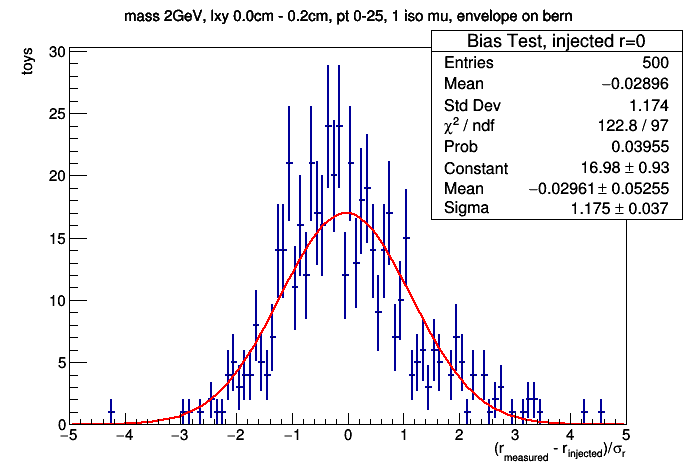 mass 2GeV, lxy 0.0cm - 0.2cm, pt 0-25, 1 iso mu, envelope on bern
Bias Test, injected r=0
Entries 500
Mean −0.02896
Std Dev 1.174
χ² / ndf 122.8 / 97
Prob 0.03955
Constant 16.98 ± 0.93
Mean −0.02961 ± 0.05255
Sigma 1.175 ± 0.037
toys
30
25
20
15
10
5
0
−5 −4 −3 −2 −1 0 1 2 3 4 5
(r_measured - r_injected)/σ_r